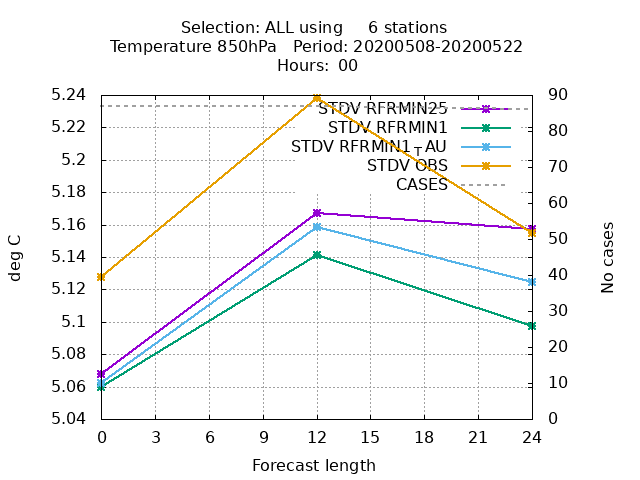 Selection: ALL using     6 stations
Temperature 850hPa   Period: 20200508-20200522
Hours: 00
5.24
5.22
5.2
5.18
5.16
5.14
5.12
5.1
5.08
5.06
5.04
deg C
STDV RFRMIN25
STDV RFRMIN1
STDV RFRMIN1_AU
STDV OBS
CASES
90
80
70
60
50
40
30
20
10
0
No cases
0 3 6 9 12 15 18 21 24
Forecast length